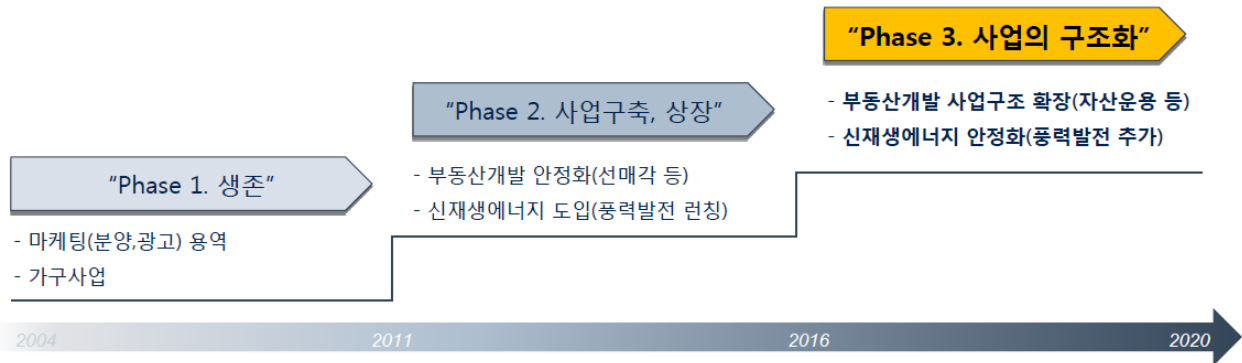 “Phase 3. 사업의 구조화”
- 부동산개발 사업구조 확장(자산운용 등)
- 신재생에너지 안정화(풍력발전 추가)
“Phase 2. 사업구축, 상장”
- 부동산개발 안정화(선매각 등)
- 신재생에너지 도입(풍력발전 런칭)
“Phase 1. 생존”
- 마케팅(분양,광고) 용역
- 가구사업
2004
2011
2016
2020